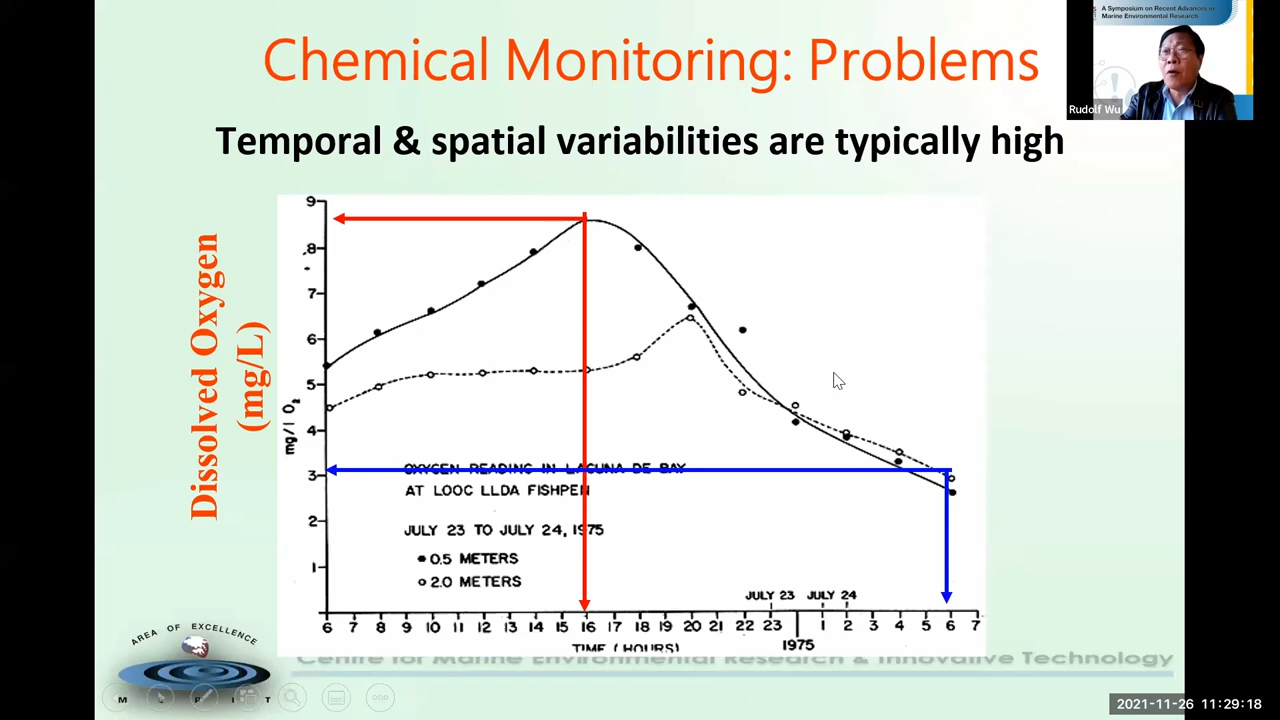 Chemical Monitoring: Problems
A Symposium on Recent Advances in
Marine Environmental Research
Rudolf Wu
Temporal & spatial variabilities are typically high
Dissolved Oxygen
(mg/L)
mg/l O2
9
8
7
6
5
4
3
2
1
OXYGEN READING IN LAGUNA DE BAY
AT LOOC LLDA FISHPEN
JULY 23 TO JULY 24, 1975
0.5 METERS
2.0 METERS
JULY 23 JULY 24
6 7 8 9 10 11 12 13 14 15 16 17 18 19 20 21 22 23 1 2 3 4 5 6 7
TIME (HOURS)
1975
AREA OF EXCELLENCE
Centre for Marine Environmental Research & Innovative Technology
2021-11-26 11:29:18